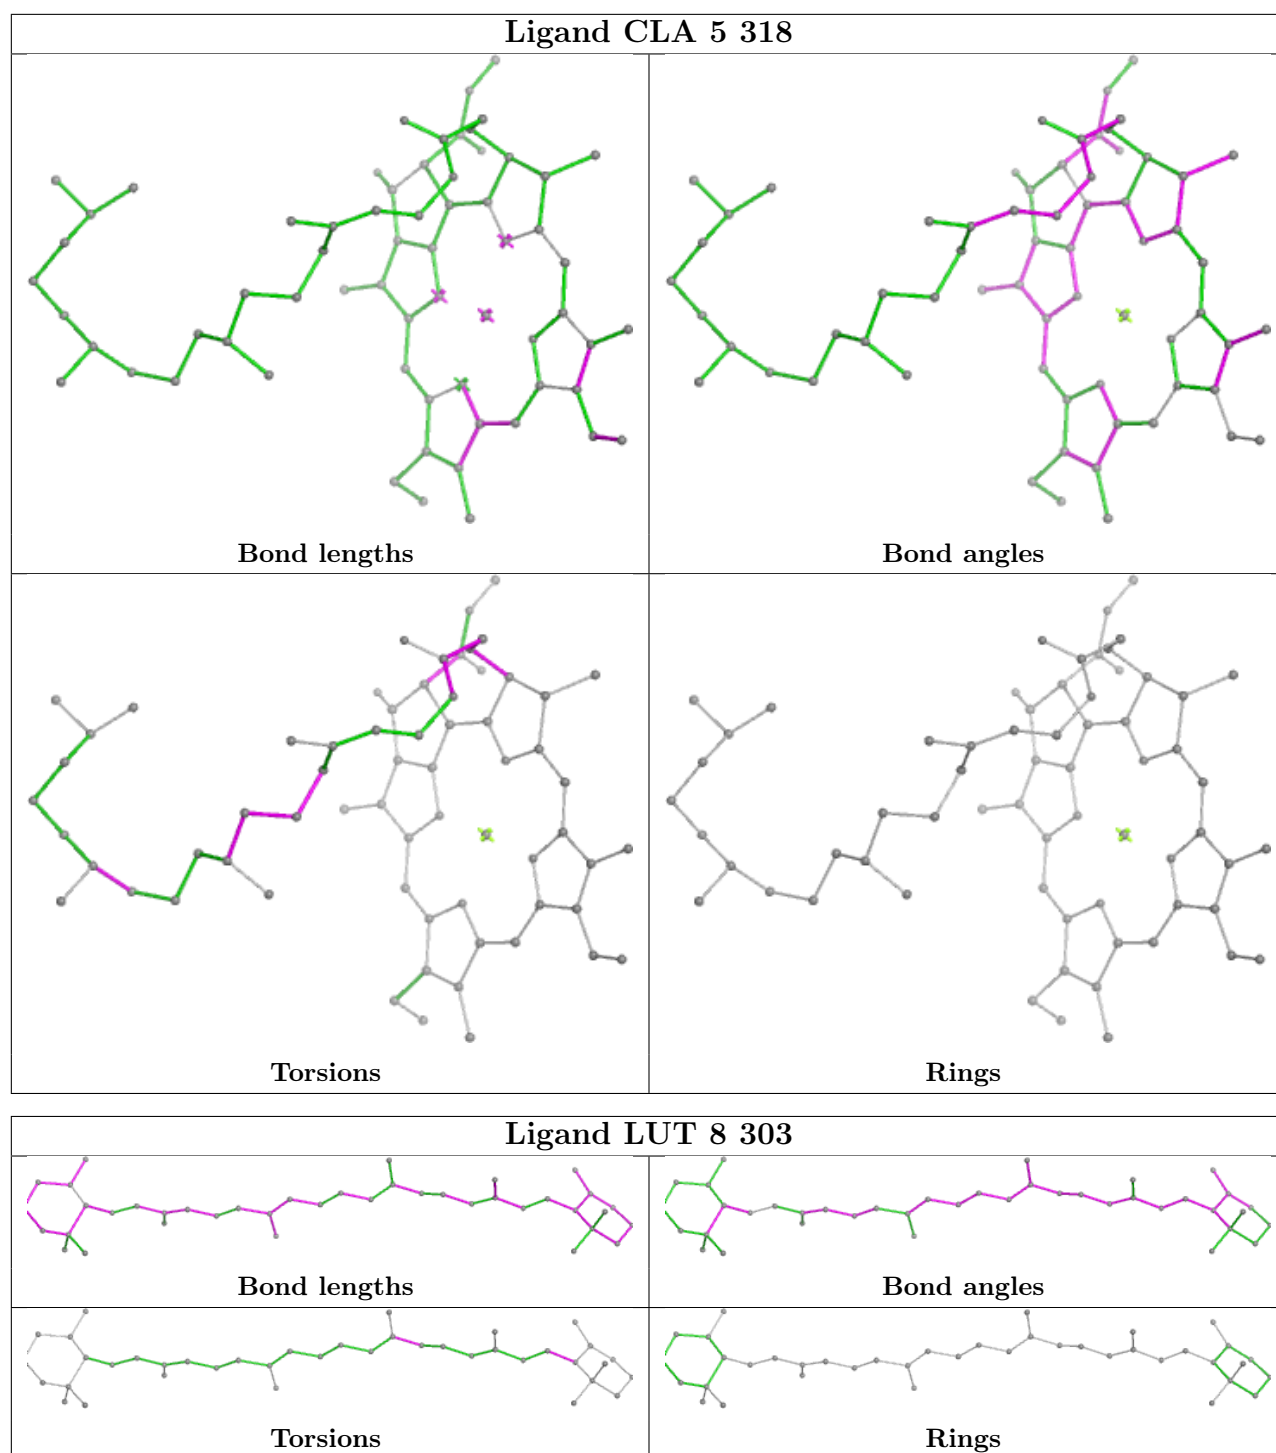 Ligand CLA 5 318
Bond lengths
Bond angles
Torsions
Rings
Ligand LUT 8 303
Bond lengths
Bond angles
Torsions
Rings